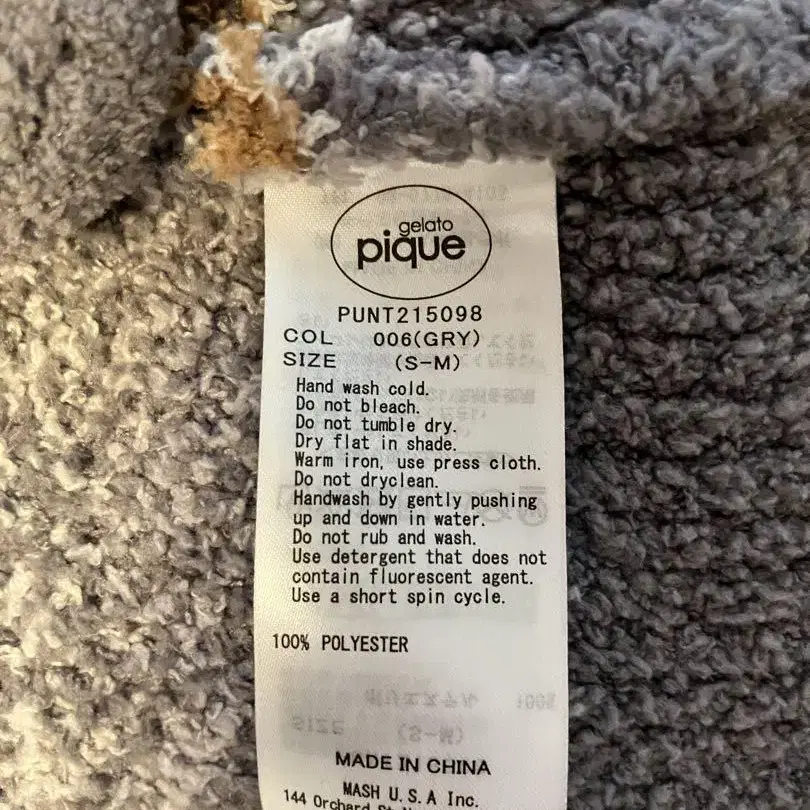 gelato
pique
PUNT215098
COL 006(GRY)
SIZE (S-M)
Hand wash cold.
Do not bleach.
Do not tumble dry.
Dry flat in shade.
Warm iron, use press cloth.
Do not dryclean.
Handwash by gently pushing
up and down in water.
Do not rub and wash.
Use detergent that does not
contain fluorescent agent.
Use a short spin cycle.
100% POLYESTER
MADE IN CHINA
MASH U.S.A Inc.
144 Orchard